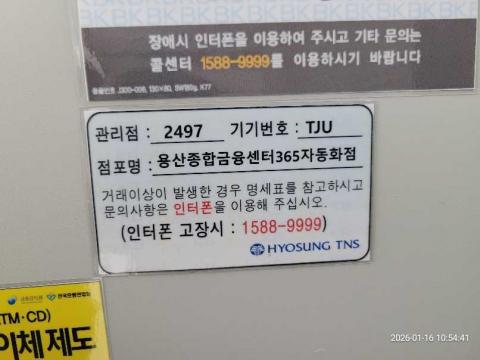 장애시 인터폰을 이용하여 주시고 기타 문의는
콜센터 1588-9999를 이용하시기 바랍니다
관리점 : 2497 기기번호 : TJU
점포명 : 용산종합금융센터365자동화점
거래이상이 발생한 경우 명세표를 참고하시고
문의사항은 인터폰을 이용해 주십시오.
(인터폰 고장시 : 1588-9999)
HYOSUNG TNS
TM·CD)
이체 제도
2026-01-16 10:54:41